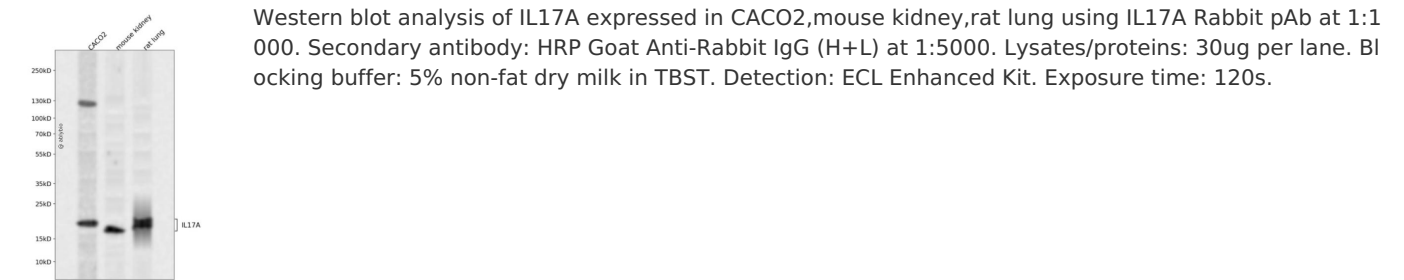 Western blot analysis of IL17A expressed in CACO2,mouse kidney,rat lung using IL17A Rabbit pAb at 1:1
000. Secondary antibody: HRP Goat Anti-Rabbit IgG (H+L) at 1:5000. Lysates/proteins: 30ug per lane. Bl
ocking buffer: 5% non-fat dry milk in TBST. Detection: ECL Enhanced Kit. Exposure time: 120s.
CACO2
mouse kidney
rat lung
250kD
130kD
100kD
70kD
55kD
35kD
25kD
IL17A
15kD
10kD